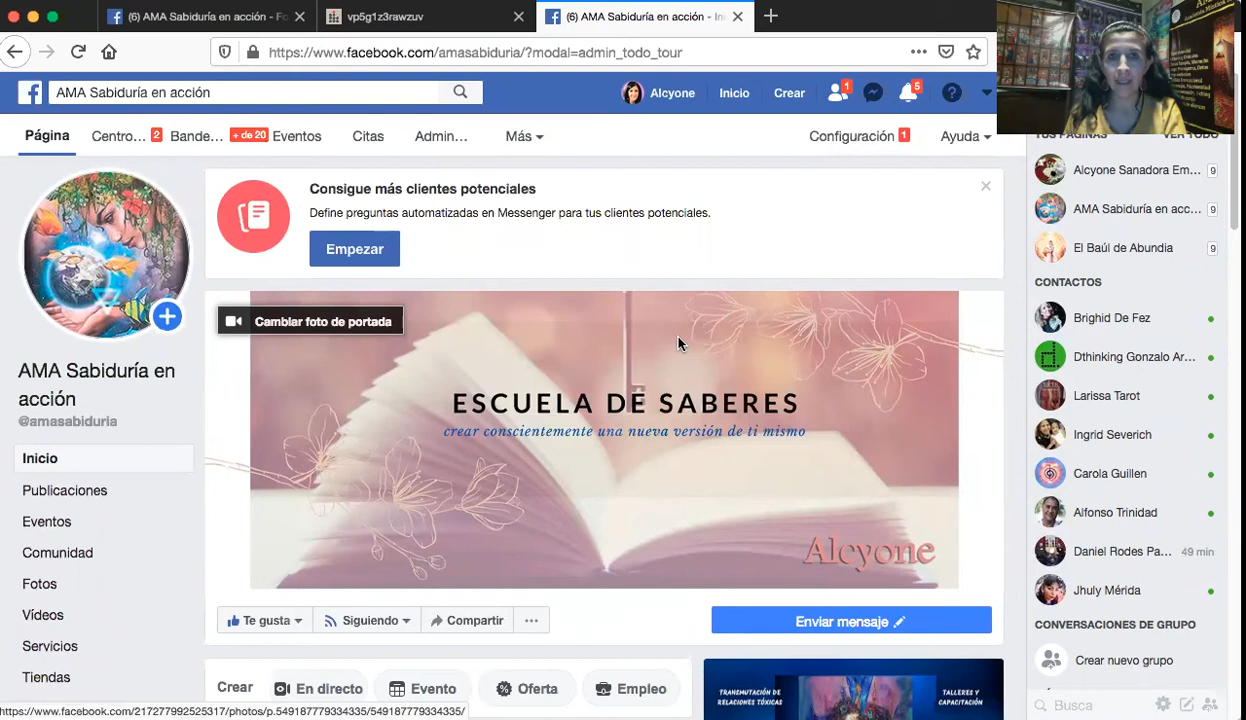 (6) AMA Sabiduría en acción - Fo
vp5g1z3rawzuv
(6) AMA Sabiduría en acción - Ini
https://www.facebook.com/amasabiduria/?modal=admin_todo_tour
AMA Sabiduría en acción
Alcyone
Inicio
Crear
1
5
Página
Centro... 2
Bande... + de 20
Eventos
Citas
Admin...
Más
Configuración 1
Ayuda
Consigue más clientes potenciales
Define preguntas automatizadas en Messenger para tus clientes potenciales.
Empezar
Cambiar foto de portada
ESCUELA DE SABERES
crear conscientemente una nueva versión de ti mismo
Alcyone
AMA Sabiduría en
acción
@amasabiduria
Inicio
Publicaciones
Eventos
Comunidad
Fotos
Vídeos
Servicios
Tiendas
Te gusta
Siguiendo
Compartir
Enviar mensaje
Crear
En directo
Evento
Oferta
Empleo
TRANSMUTACIÓN DE
RELACIONES TÓXICAS
TALLERES Y
CAPACITACIÓN
TUS PÁGINAS
VER TODO
Alcyone Sanadora Em... 9
AMA Sabiduría en acc... 9
El Baúl de Abundia 9
CONTACTOS
Brighid De Fez
Dthinking Gonzalo Ar...
Larissa Tarot
Ingrid Severich
Carola Guillen
Alfonso Trinidad
Daniel Rodes Pa... 49 min
Jhuly Mérida
CONVERSACIONES DE GRUPO
Crear nuevo grupo
Busca
https://www.facebook.com/217277992525317/photos/p.549187779334335/549187779334335/